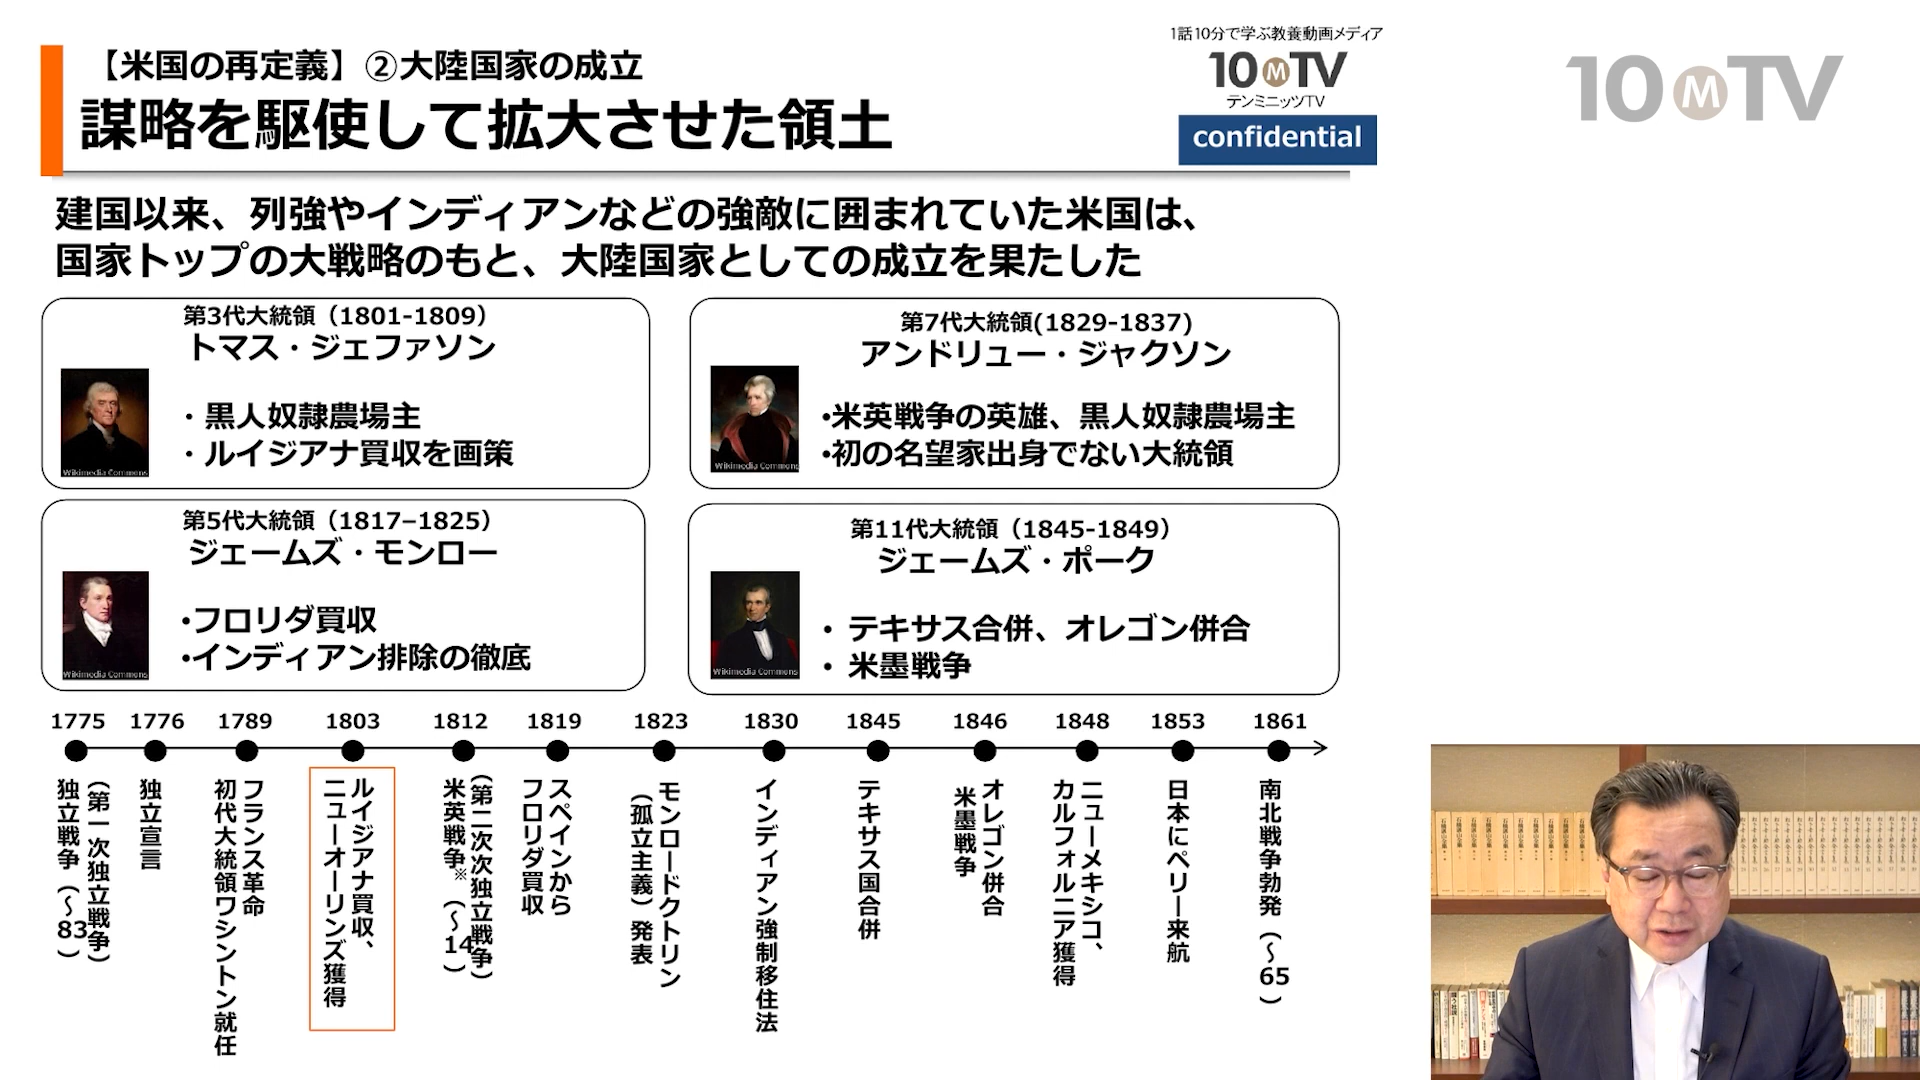 【米国の再定義】②大陸国家の成立
謀略を駆使して拡大させた領土
1話10分で学ぶ教養動画メディア
10MTV
テンミニッツTV
confidential
10MTV
建国以来、列強やインディアンなどの強敵に囲まれていた米国は、
国家トップの大戦略のもと、大陸国家としての成立を果たした
第3代大統領（1801-1809）
トマス・ジェファソン
・黒人奴隷農場主
・ルイジアナ買収を画策
Wikimedia Commons
第7代大統領(1829-1837)
アンドリュー・ジャクソン
•米英戦争の英雄、黒人奴隷農場主
•初の名望家出身でない大統領
Wikimedia Commons
第5代大統領（1817–1825）
ジェームズ・モンロー
•フロリダ買収
•インディアン排除の徹底
Wikimedia Commons
第11代大統領（1845-1849）
ジェームズ・ポーク
• テキサス合併、オレゴン併合
• 米墨戦争
Wikimedia Commons
1775
（第一次独立戦争）
独立戦争（～83）
1776
独立宣言
1789
フランス革命
初代大統領ワシントン就任
1803
ルイジアナ買収、
ニューオーリンズ獲得
1812
（第二次次独立戦争）
米英戦争※（～14）
1819
スペインから
フロリダ買収
1823
モンロードクトリン
（孤立主義）発表
1830
インディアン強制移住法
1845
テキサス国合併
1846
オレゴン併合
米墨戦争
1848
ニューメキシコ、
カルフォルニア獲得
1853
日本にペリー来航
1861
南北戦争勃発（～65）